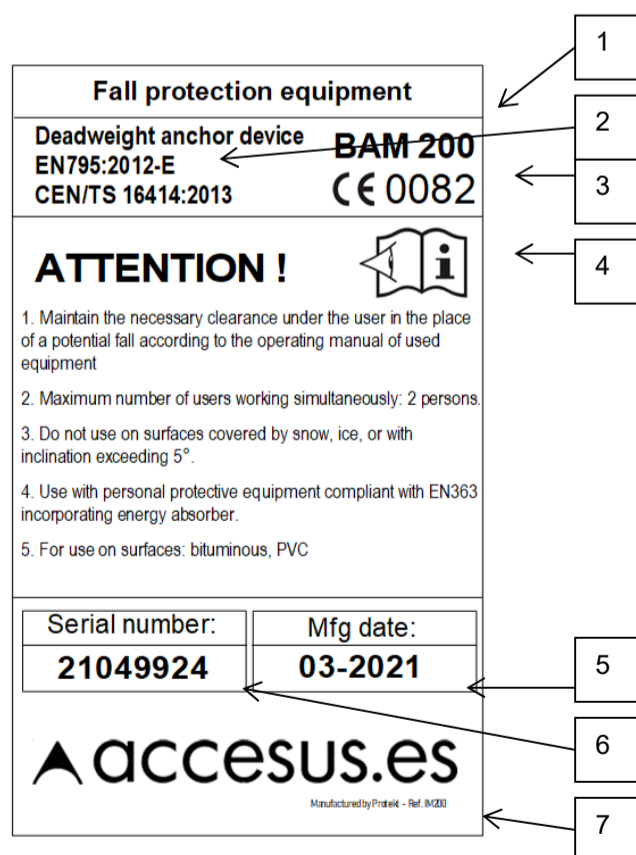 Fall protection equipment
Deadweight anchor device
EN795:2012-E
CEN/TS 16414:2013
BAM 200
CE 0082
ATTENTION !
i
1. Maintain the necessary clearance under the user in the place
of a potential fall according to the operating manual of used
equipment
2. Maximum number of users working simultaneously: 2 persons.
3. Do not use on surfaces covered by snow, ice, or with
inclination exceeding 5°.
4. Use with personal protective equipment compliant with EN363
incorporating energy absorber.
5. For use on surfaces: bituminous, PVC
Serial number:
21049924
Mfg date:
03-2021
accesus.es
Manufactured by Protekt - Ref. IM200
1
2
3
4
5
6
7